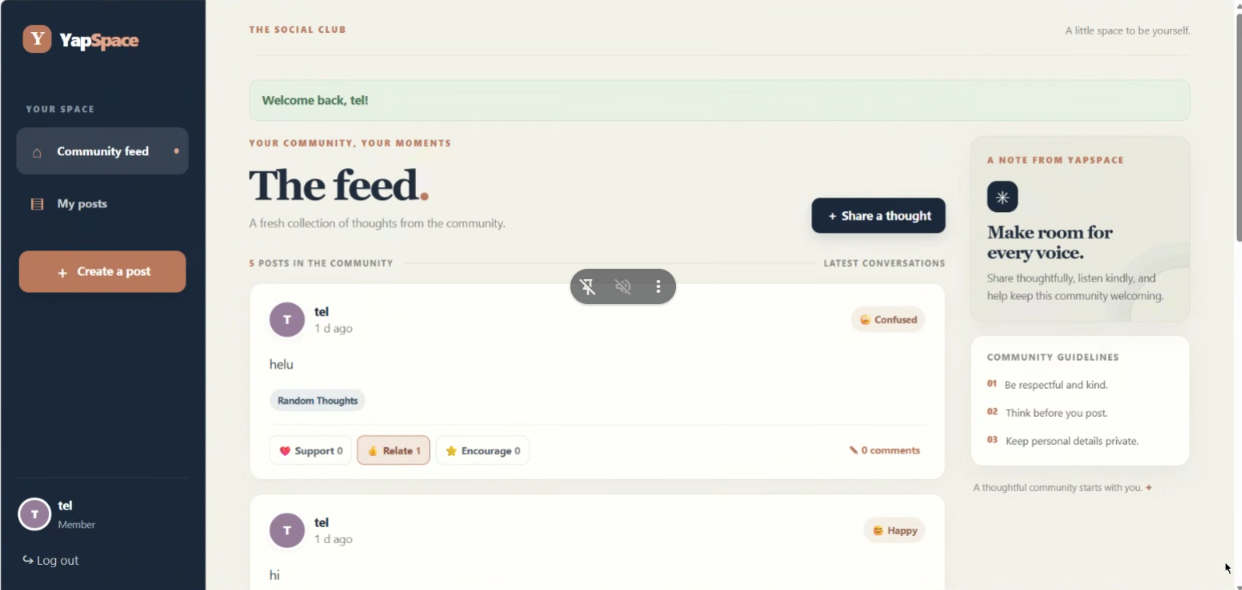 Y YapSpace
YOUR SPACE
Community feed
My posts
+ Create a post
T tel
Member
Log out
THE SOCIAL CLUB
A little space to be yourself.
Welcome back, tel!
YOUR COMMUNITY, YOUR MOMENTS
The feed.
A fresh collection of thoughts from the community.
+ Share a thought
5 POSTS IN THE COMMUNITY
LATEST CONVERSATIONS
T tel
1 d ago
Confused
helu
Random Thoughts
Support 0
Relate 1
Encourage 0
0 comments
T tel
1 d ago
Happy
hi
A NOTE FROM YAPSPACE
Make room for
every voice.
Share thoughtfully, listen kindly, and
help keep this community welcoming.
COMMUNITY GUIDELINES
01 Be respectful and kind.
02 Think before you post.
03 Keep personal details private.
A thoughtful community starts with you.